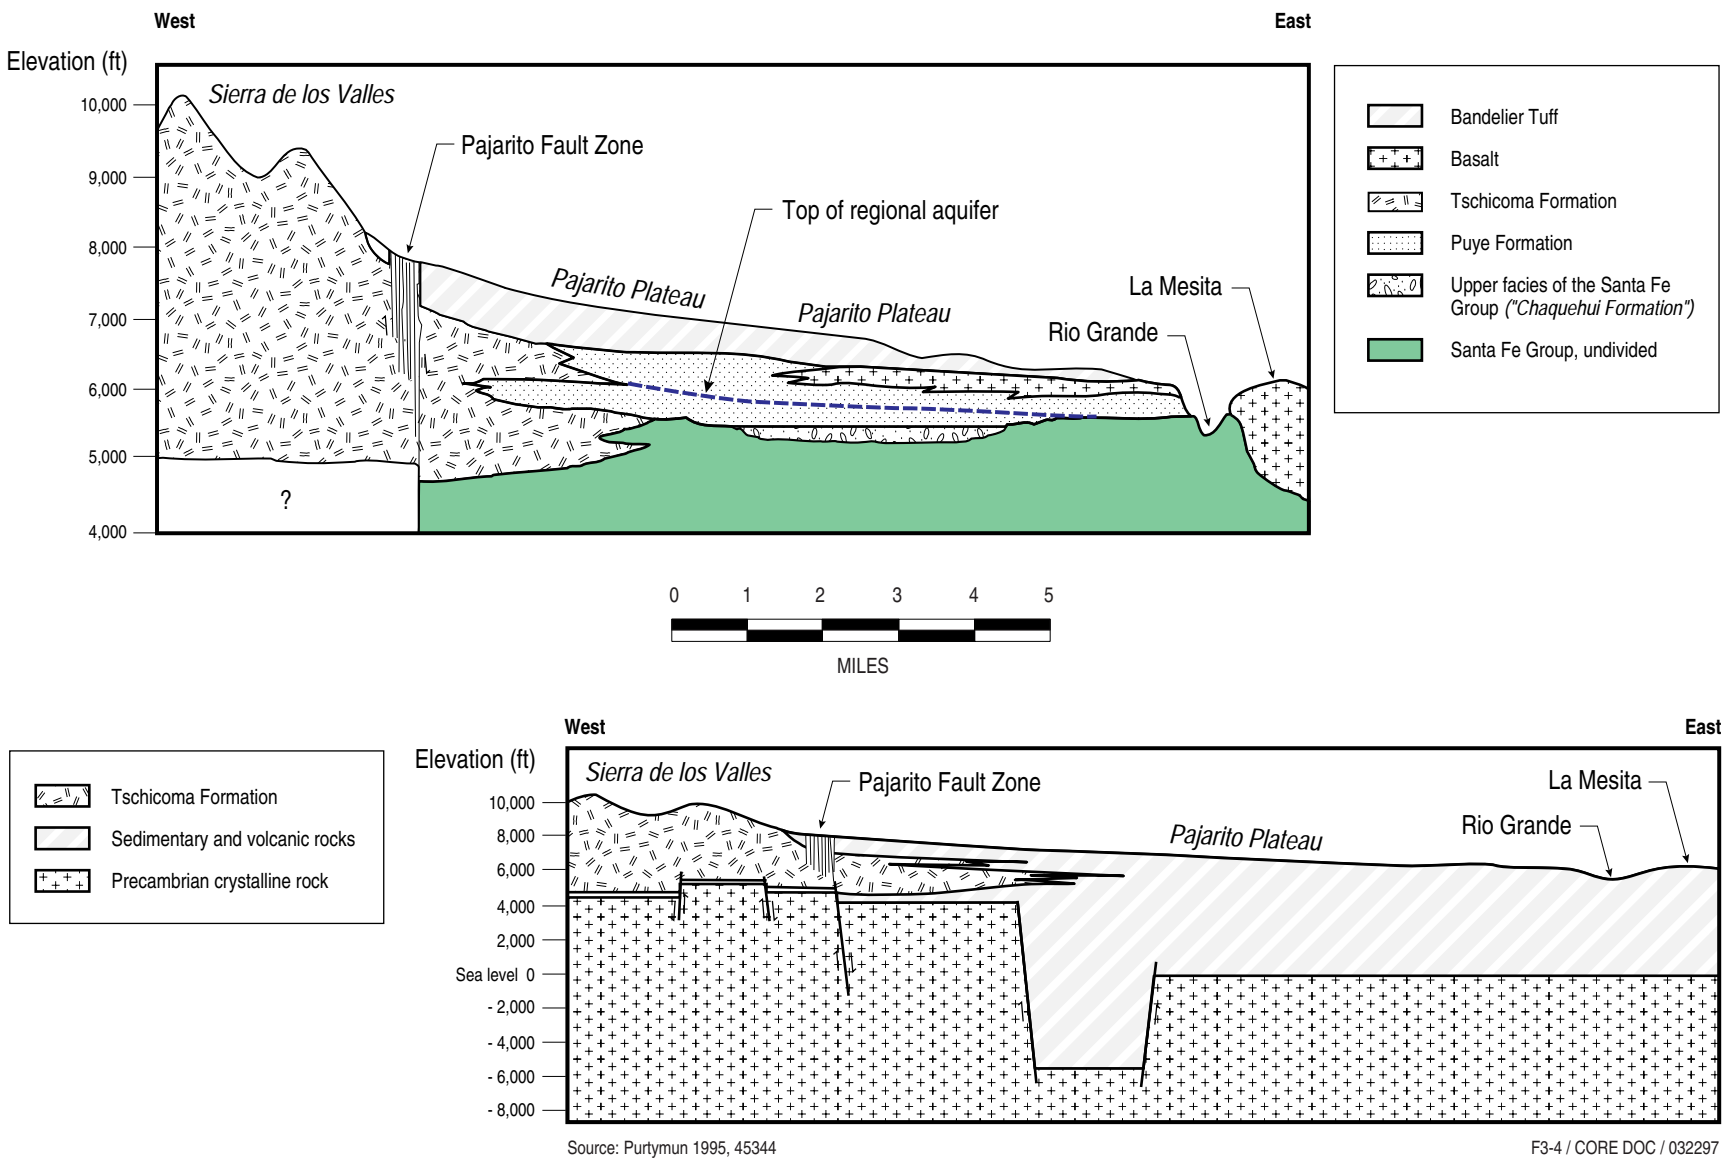 West
East
Elevation (ft)
10,000
9,000
8,000
7,000
6,000
5,000
4,000
Sierra de los Valles
Pajarito Fault Zone
Top of regional aquifer
Pajarito Plateau
Pajarito Plateau
La Mesita
Rio Grande
?
Bandelier Tuff
Basalt
Tschicoma Formation
Puye Formation
Upper facies of the Santa Fe
Group ("Chaquehui Formation")
Santa Fe Group, undivided
0 1 2 3 4 5
MILES
Tschicoma Formation
Sedimentary and volcanic rocks
Precambrian crystalline rock
West
East
Elevation (ft)
10,000
8,000
6,000
4,000
2,000
Sea level 0
- 2,000
- 4,000
- 6,000
- 8,000
Sierra de los Valles
Pajarito Fault Zone
Pajarito Plateau
La Mesita
Rio Grande
Source: Purtymun 1995, 45344
F3-4 / CORE DOC / 032297